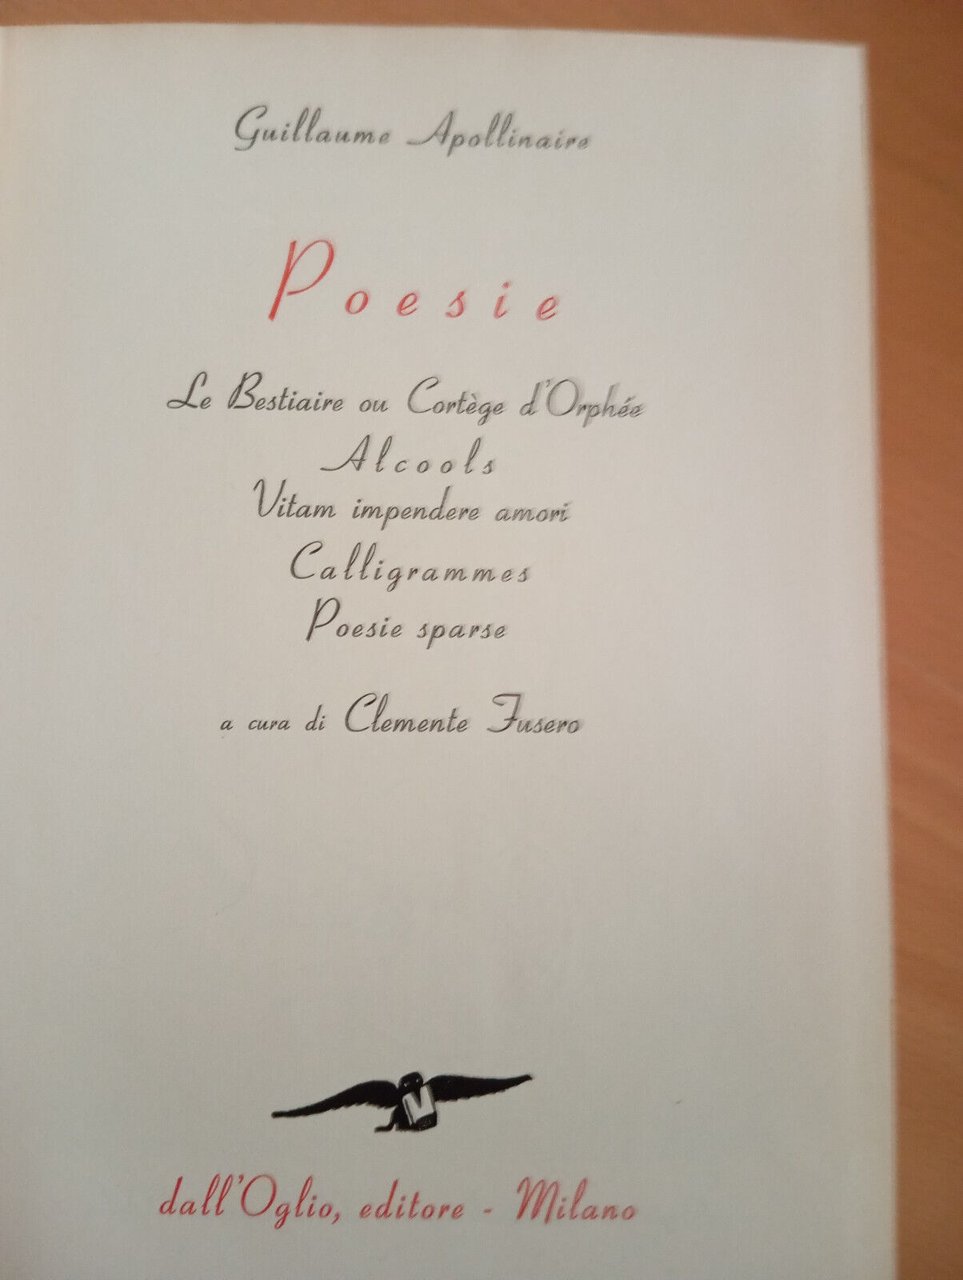 Guillaume Apollinaire
Poesie
Le Bestiaire ou Cortège d'Orphée
Alcools
Vitam impendere amori
Calligrammes
Poesie sparse
a cura di Clemente Fusero
dall'Oglio, editore - Milano